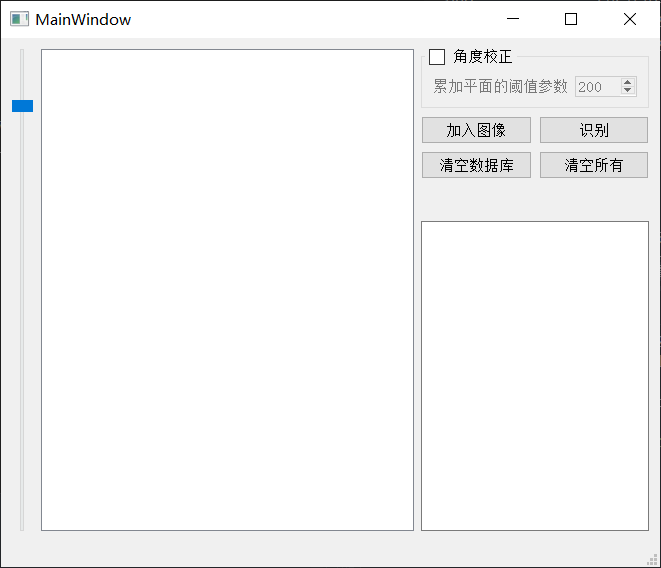 MainWindow
角度校正
累加平面的阈值参数 200
加入图像 识别
清空数据库 清空所有